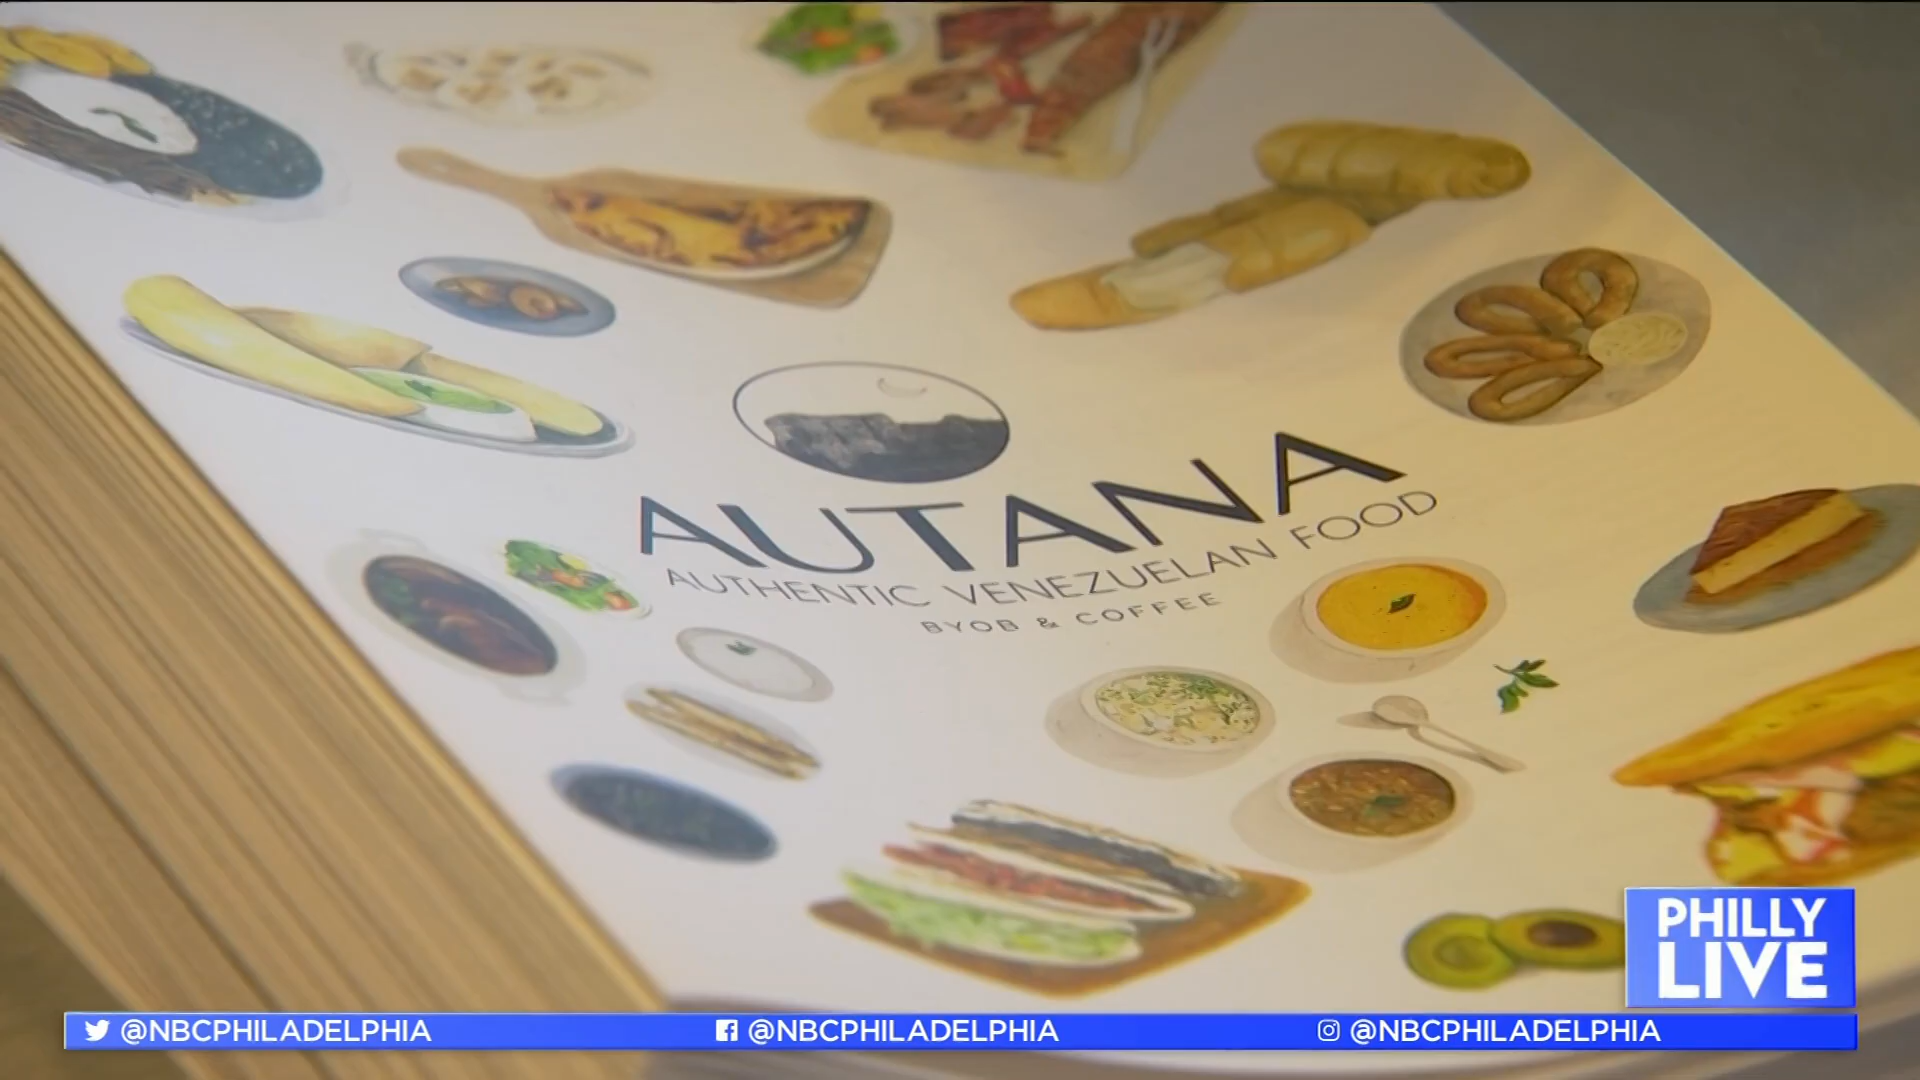 AUTANA
AUTHENTIC VENEZUELAN FOOD
BYOB & COFFEE
PHILLY
LIVE
@NBCPHILADELPHIA
@NBCPHILADELPHIA
@NBCPHILADELPHIA